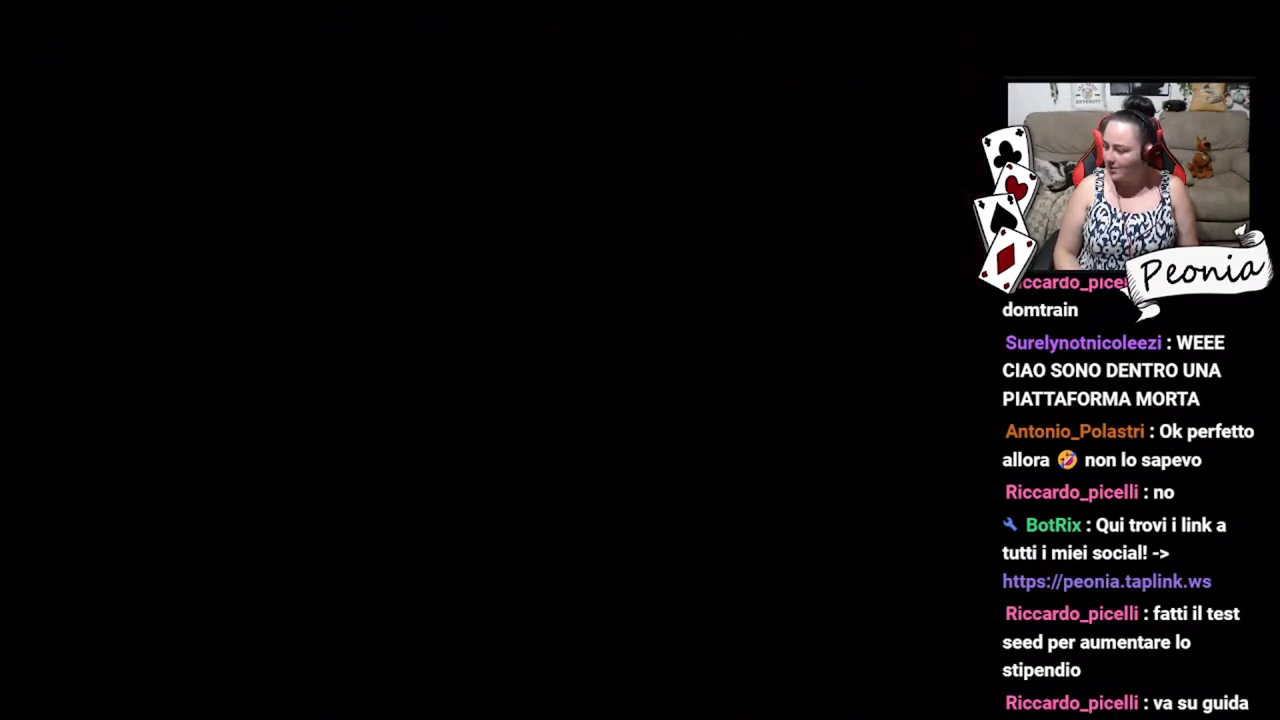 Peonia
domtrain
Surelynotnicoleezi : WEEE
CIAO SONO DENTRO UNA
PIATTAFORMA MORTA
Antonio_Polastri : Ok perfetto
allora 🤣 non lo sapevo
Riccardo_picelli : no
BotRix : Qui trovi i link a
tutti i miei social! ->
https://peonia.taplink.ws
Riccardo_picelli : fatti il test
seed per aumentare lo
stipendio
Riccardo_picelli : va su guida